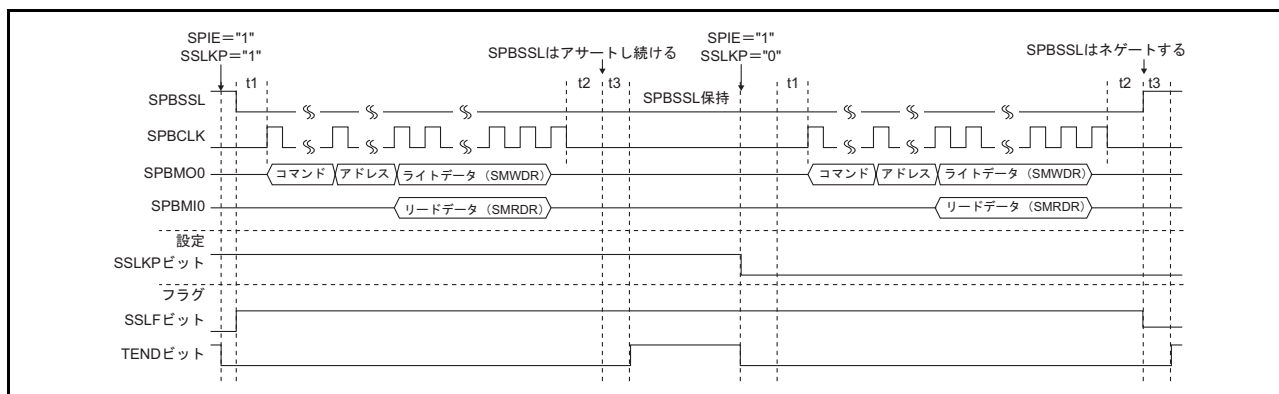 SPIE="1"
SSLKP="1"
SPBSSLはアサートし続ける
SPIE="1"
SSLKP="0"
SPBSSLはネゲートする
t1
t2
t3
t1
t2
t3
SPBSSL
SPBSSL保持
SPBCLK
SPBMO0
コマンド
アドレス
ライトデータ（SMWDR）
コマンド
アドレス
ライトデータ（SMWDR）
SPBMI0
リードデータ（SMRDR）
リードデータ（SMRDR）
設定
SSLKPビット
フラグ
SSLFビット
TENDビット